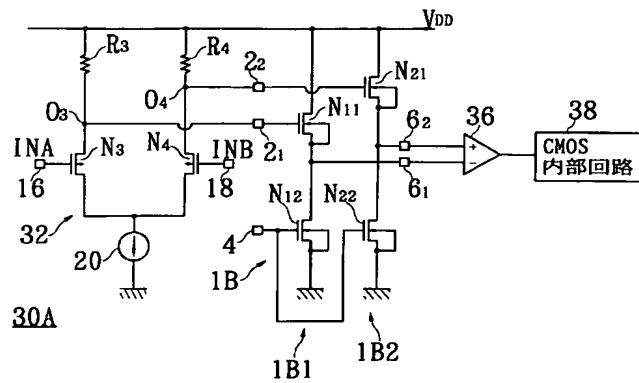 VDD
R3
R4
22
N21
O4
N11
O3
21
62
36
38
INA
N3
N4
INB
+
−
CMOS
内部回路
16
18
61
N12
N22
32
4
20
1B
30A
1B1
1B2